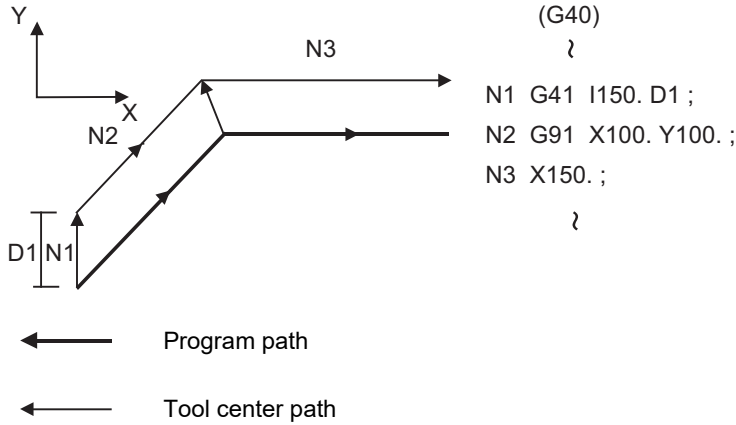 Y
X
N1
N2
N3
D1
(G40)
~
N1 G41 I150. D1 ;
N2 G91 X100. Y100. ;
N3 X150. ;
~
Program path
Tool center path